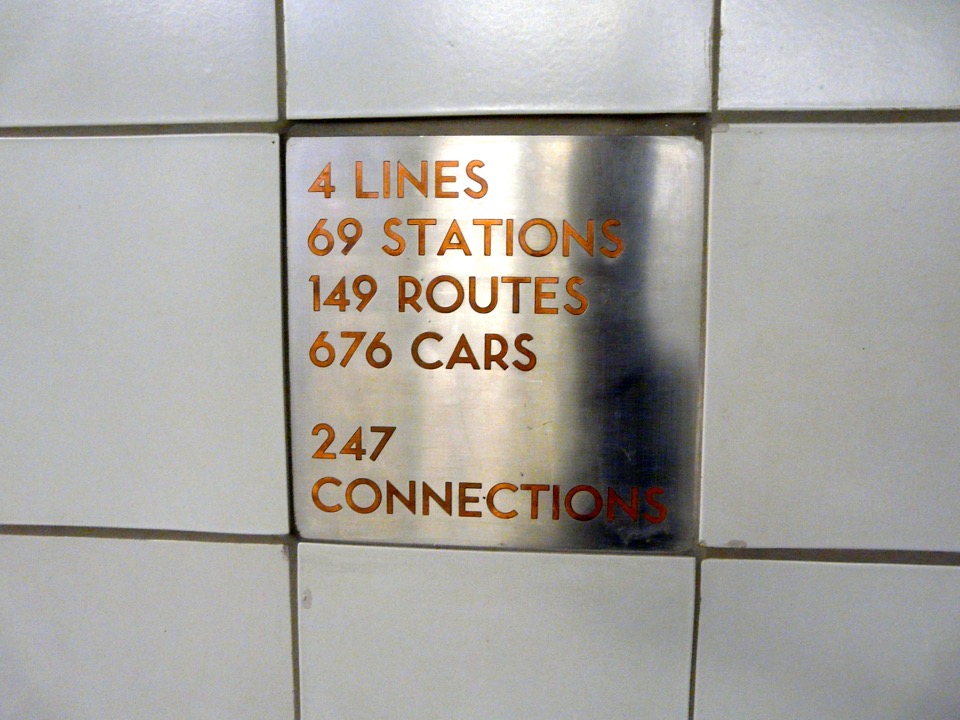 4 LINES
69 STATIONS
149 ROUTES
676 CARS
247
CONNECTIONS